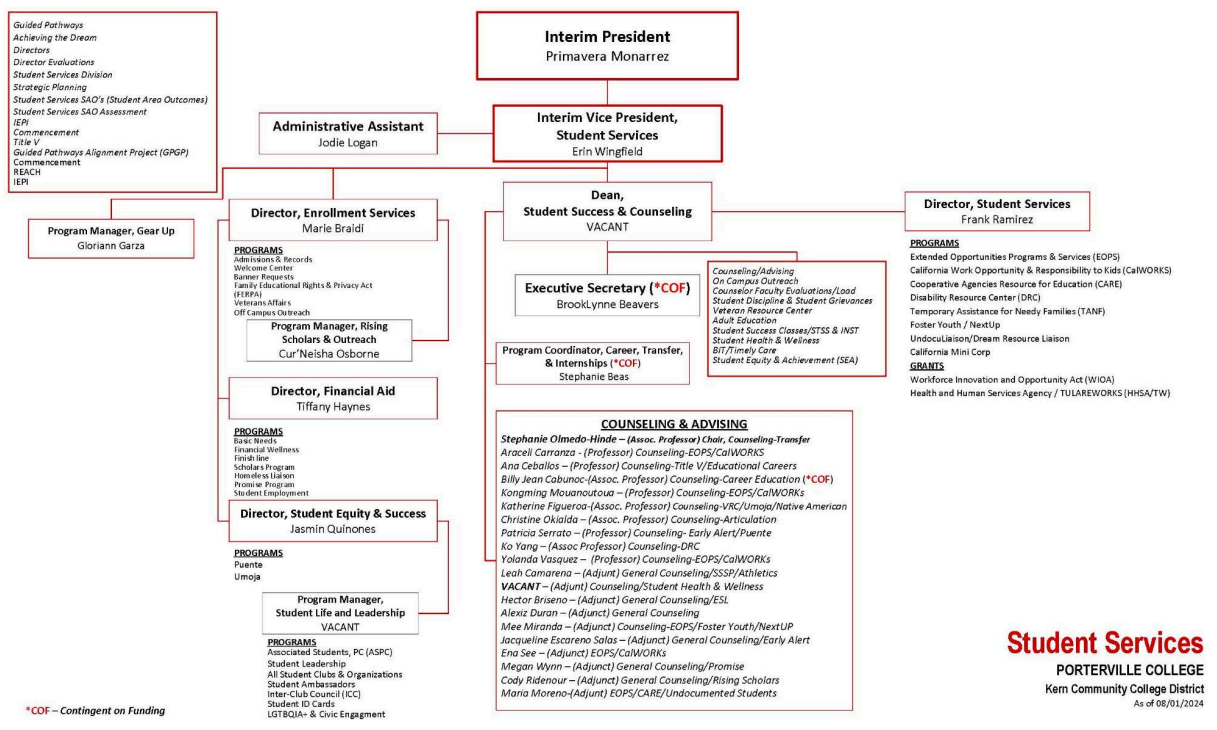 Guided Pathways
Achieving the Dream
Directors
Director Evaluations
Student Services Division
Strategic Planning
Student Services SAO's (Student Area Outcomes)
Student Services SAO Assessment
IEPI
Commencement
Title V
Guided Pathways Alignment Project (GPGP)
Commencement
REACH
IEPI
Interim President
Primavera Monarrez
Administrative Assistant
Jodie Logan
Interim Vice President,
Student Services
Erin Wingfield
Program Manager, Gear Up
Gloriann Garza
Director, Enrollment Services
Marie Braidi
PROGRAMS
Admissions & Records
Welcome Center
Banner Requests
Family Educational Rights & Privacy Act
(FERPA)
Veterans Affairs
Off Campus Outreach
Program Manager, Rising
Scholars & Outreach
Cur'Neisha Osborne
Director, Financial Aid
Tiffany Haynes
PROGRAMS
Basic Needs
Financial Wellness
Finish line
Scholars Program
Homeless Liaison
Promise Program
Student Employment
Director, Student Equity & Success
Jasmin Quinones
PROGRAMS
Puente
Umoja
Program Manager,
Student Life and Leadership
VACANT
PROGRAMS
Associated Students, PC (ASPC)
Student Leadership
All Student Clubs & Organizations
Student Ambassadors
Inter-Club Council (ICC)
Student ID Cards
LGTBQIA+ & Civic Engagment
Dean,
Student Success & Counseling
VACANT
Executive Secretary (*COF)
BrookLynne Beavers
Counseling/Advising
On Campus Outreach
Counselor Faculty Evaluations/Load
Student Discipline & Student Grievances
Veteran Resource Center
Adult Education
Student Success Classes/STSS & INST
Student Health & Wellness
BIT/Timely Care
Student Equity & Achievement (SEA)
Program Coordinator, Career, Transfer,
& Internships (*COF)
Stephanie Beas
COUNSELING & ADVISING
Stephanie Olmedo-Hinde – (Assoc. Professor) Chair, Counseling-Transfer
Araceli Carranza - (Professor) Counseling-EOPS/CalWORKS
Ana Ceballos – (Professor) Counseling-Title V/Educational Careers
Billy Jean Cabunoc-(Assoc. Professor) Counseling-Career Education (*COF)
Kongming Mouanoutoua – (Professor) Counseling-EOPS/CalWORKs
Katherine Figueroa-(Assoc. Professor) Counseling-VRC/Umoja/Native American
Christine Okialda – (Assoc. Professor) Counseling-Articulation
Patricia Serrato – (Professor) Counseling- Early Alert/Puente
Ko Yang – (Assoc Professor) Counseling-DRC
Yolanda Vasquez – (Professor) Counseling-EOPS/CalWORKs
Leah Camarena – (Adjunct) General Counseling/SSSP/Athletics
VACANT – (Adjunt) Counseling/Student Health & Wellness
Hector Briseno – (Adjunct) General Counseling/ESL
Alexiz Duran – (Adjunct) General Counseling
Mee Miranda – (Adjunct) Counseling-EOPS/Foster Youth/NextUP
Jacqueline Escareno Salas – (Adjunct) General Counseling/Early Alert
Ena See – (Adjunct) EOPS/CalWORKs
Megan Wynn – (Adjunct) General Counseling/Promise
Cody Ridenour – (Adjunct) General Counseling/Rising Scholars
Maria Moreno-(Adjunt) EOPS/CARE/Undocumented Students
Director, Student Services
Frank Ramirez
PROGRAMS
Extended Opportunities Programs & Services (EOPS)
California Work Opportunity & Responsibility to Kids (CalWORKS)
Cooperative Agencies Resource for Education (CARE)
Disability Resource Center (DRC)
Temporary Assistance for Needy Families (TANF)
Foster Youth / NextUp
UndocuLiaison/Dream Resource Liaison
California Mini Corp
GRANTS
Workforce Innovation and Opportunity Act (WIOA)
Health and Human Services Agency / TULAREWORKS (HHSA/TW)
Student Services
PORTERVILLE COLLEGE
Kern Community College District
As of 08/01/2024
*COF – Contingent on Funding